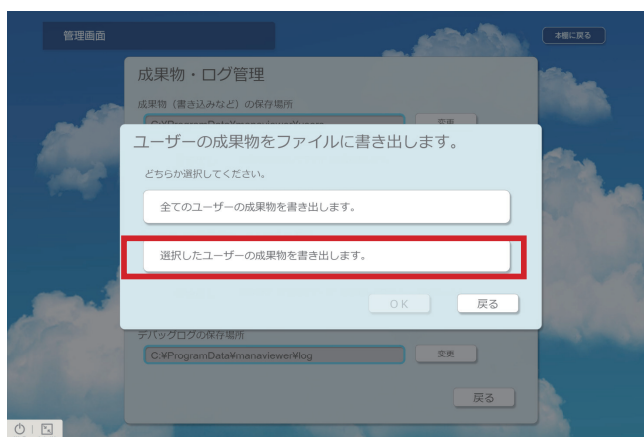 管理画面
本棚に戻る
成果物・ログ管理
成果物（書き込みなど）の保存場所
変更
ユーザーの成果物をファイルに書き出します。
どちらか選択してください。
全てのユーザーの成果物を書き出します。
選択したユーザーの成果物を書き出します。
OK
戻る
デバッグログの保存場所
C:¥ProgramData¥manaviewer¥log
変更
戻る